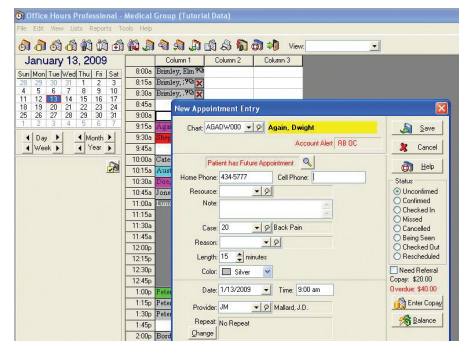 Office Hours Professional - Medical Group (Tutorial Data)
File Edit View Lists Reports Tools Help
View:
January 13, 2009
Sun Mon Tue Wed Thu Fri Sat
28 29 30 31 1 2 3
4 5 6 7 8 9 10
11 12 13 14 15 16 17
18 19 20 21 22 23 24
25 26 27 28 29 30 31
1 2 3 4 5 6 7
Day Month
Week Year
Column 1 Column 2 Column 3
8:00a Brimley, Elm
8:15a Brimley,
8:30a Brimley,
8:45a
9:00a
9:15a
9:30a
9:45a
10:00a Cate
10:15a Aust
10:30a
10:45a Jone
11:00a Lunc
11:15a
11:30a
11:45a
12:00p
12:15p
12:30p
12:45p
1:00p Peter
1:15p Peter
1:30p Peter
1:45p
2:00p Bord
New Appointment Entry
Chart: AGADW000 Again, Dwight
Account Alert RB OC
Patient has Future Appointment
Home Phone: 434-5777 Cell Phone:
Resource:
Note:
Case: 20 Back Pain
Reason:
Length: 15 minutes
Color: Silver
Date: 1/13/2009 Time: 9:00 am
Provider: JM Mallard, J.D.
Repeat: No Repeat
Change
Save
Cancel
Help
Status
Unconfirmed
Confirmed
Checked In
Missed
Cancelled
Being Seen
Checked Out
Rescheduled
Need Referral
Copay: $20.00
Overdue: $40.00
Enter Copay
Balance